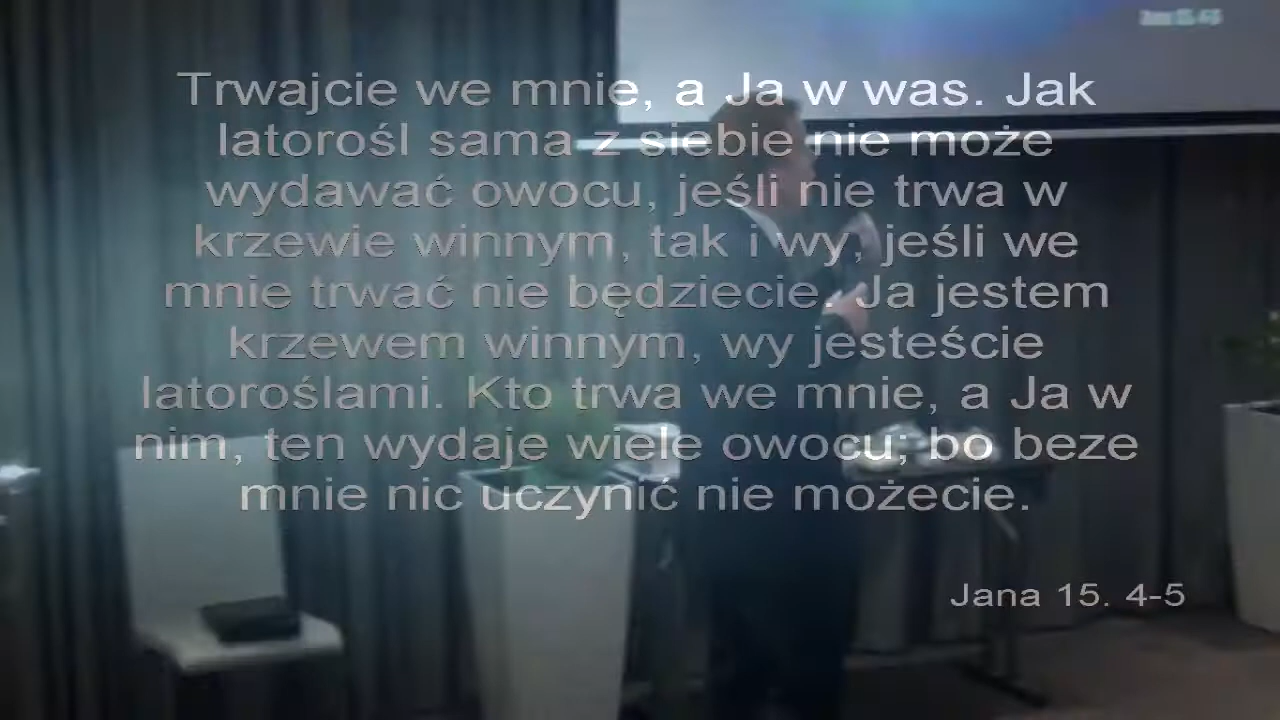 Trwajcie we mnie, a Ja w was. Jak
latorośl sama z siebie nie może
wydawać owocu, jeśli nie trwa w
krzewie winnym, tak i wy, jeśli we
mnie trwać nie będziecie. Ja jestem
krzewem winnym, wy jesteście
latoroślami. Kto trwa we mnie, a Ja w
nim, ten wydaje wiele owocu; bo beze
mnie nic uczynić nie możecie.
Jana 15. 4-5